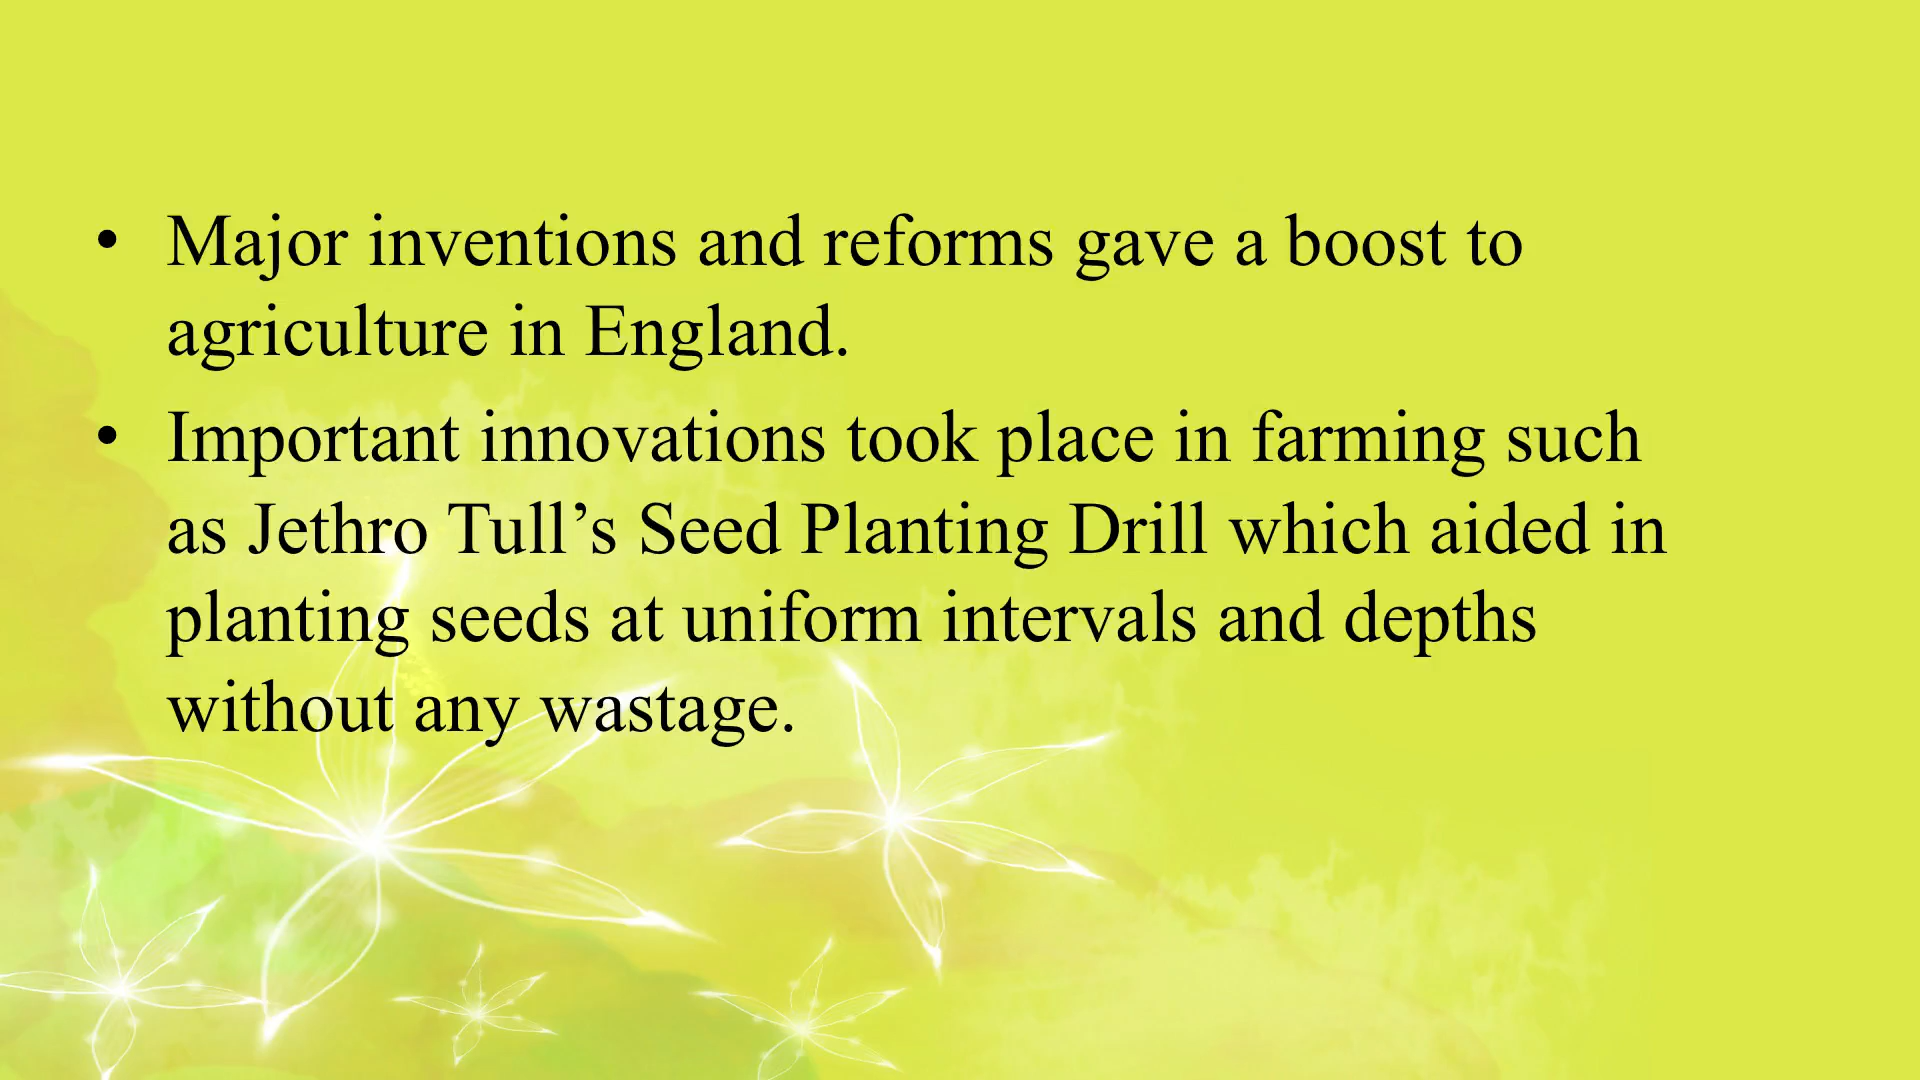 • Major inventions and reforms gave a boost to
agriculture in England.
• Important innovations took place in farming such
as Jethro Tull’s Seed Planting Drill which aided in
planting seeds at uniform intervals and depths
without any wastage.